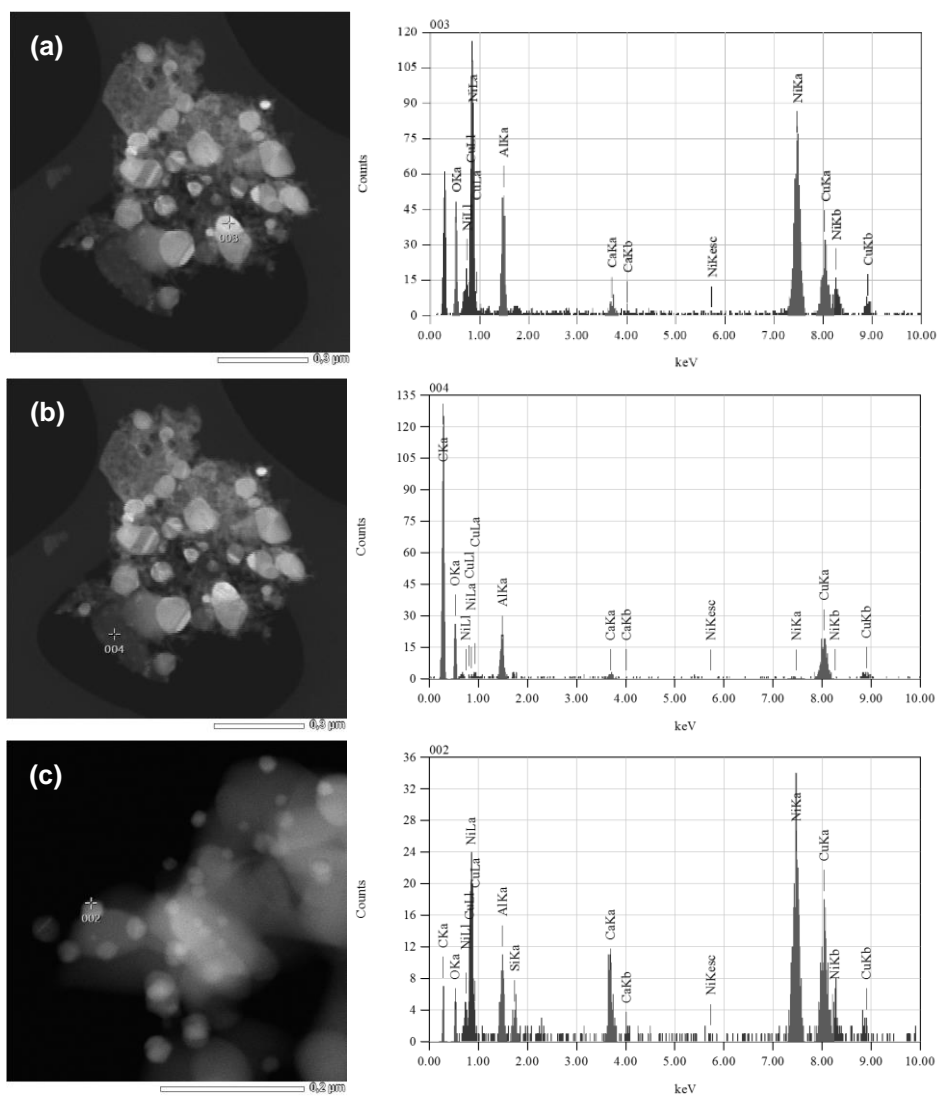 (a)
003
0,3 μm
003
120
105
90
75
60
45
30
15
0
Counts
OKa
NiLl
CuLl
NiLa
CuLa
AlKa
CaKa
CaKb
NiKesc
NiKa
CuKa
NiKb
CuKb
0.00 1.00 2.00 3.00 4.00 5.00 6.00 7.00 8.00 9.00 10.00
keV
(b)
004
0,3 μm
004
135
120
105
90
75
60
45
30
15
0
Counts
CKa
OKa
NiLl
NiLa
CuLl
CuLa
AlKa
CaKa
CaKb
NiKesc
NiKa
CuKa
NiKb
CuKb
0.00 1.00 2.00 3.00 4.00 5.00 6.00 7.00 8.00 9.00 10.00
keV
(c)
002
0,2 μm
002
36
32
28
24
20
16
12
8
4
0
Counts
CKa
OKa
NiLl
CuLl
NiLa
CuLa
AlKa
SiKa
CaKa
CaKb
NiKesc
NiKa
CuKa
NiKb
CuKb
0.00 1.00 2.00 3.00 4.00 5.00 6.00 7.00 8.00 9.00 10.00
keV